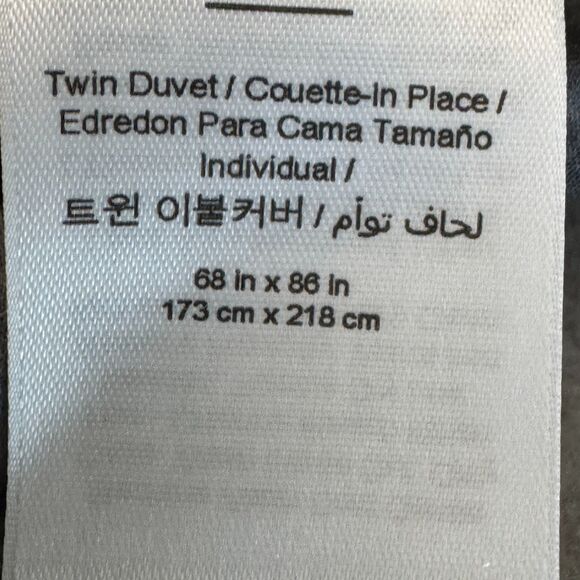 Twin Duvet / Couette-In Place /
Edredon Para Cama Tamaño
Individual /
트윈 이불커버 / لحاف توأم
68 in x 86 in
173 cm x 218 cm